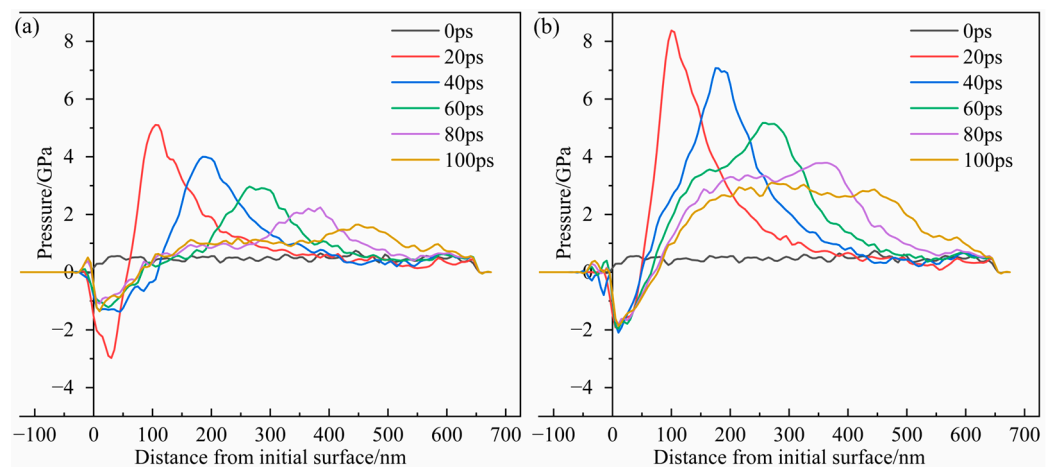 (a)
0ps
20ps
40ps
60ps
80ps
100ps
Pressure/GPa
8
6
4
2
0
−2
−4
−100 0 100 200 300 400 500 600 700
Distance from initial surface/nm
(b)
0ps
20ps
40ps
60ps
80ps
100ps
Pressure/GPa
8
6
4
2
0
−2
−4
−100 0 100 200 300 400 500 600 700
Distance from initial surface/nm